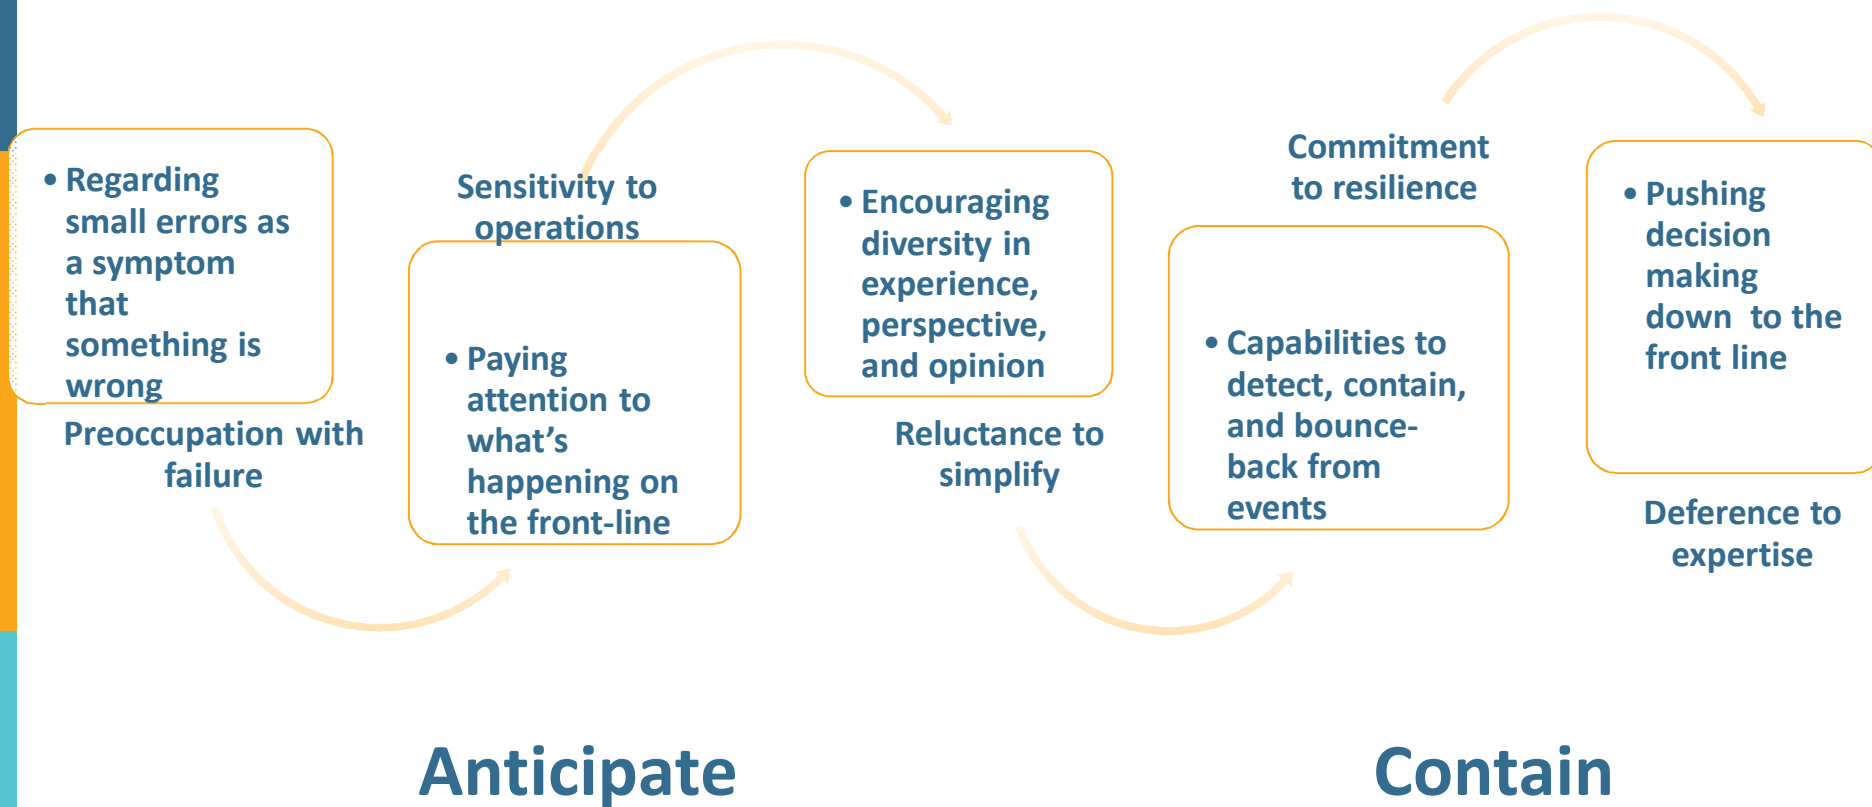 • Regarding
small errors as
a symptom
that
something is
wrong
Preoccupation with
failure
Sensitivity to
operations
• Paying
attention to
what’s
happening on
the front-line
• Encouraging
diversity in
experience,
perspective,
and opinion
Reluctance to
simplify
Commitment
to resilience
• Capabilities to
detect, contain,
and bounce-
back from
events
• Pushing
decision
making
down  to the
front line
Deference to
expertise
Anticipate
Contain